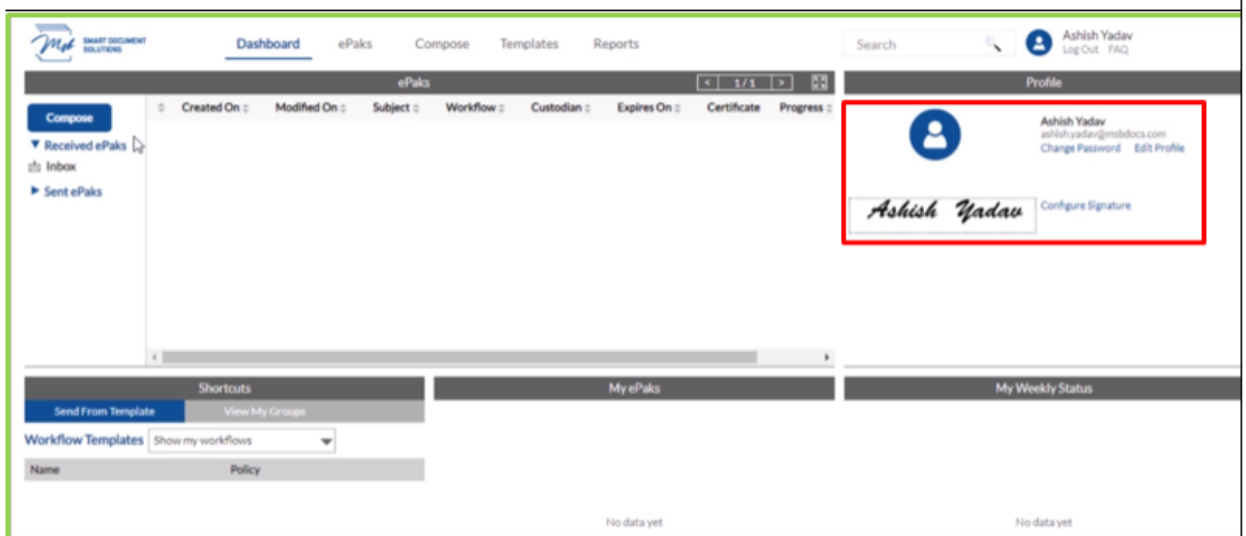 Msb SMART DOCUMENT SOLUTIONS
Dashboard ePaks Compose Templates Reports
Search
Ashish Yadav
Log Out FAQ
ePaks
< 1/1 >
Profile
Compose
Received ePaks
Inbox
Sent ePaks
Created On Modified On Subject Workflow Custodian Expires On Certificate Progress
Ashish Yadav
ashish.yadav@msbdocs.com
Change Password Edit Profile
Ashish Yadav
Configure Signature
Shortcuts
Send From Template View My Groups
Workflow Templates Show my workflows
Name Policy
My ePaks
No data yet
My Weekly Status
No data yet